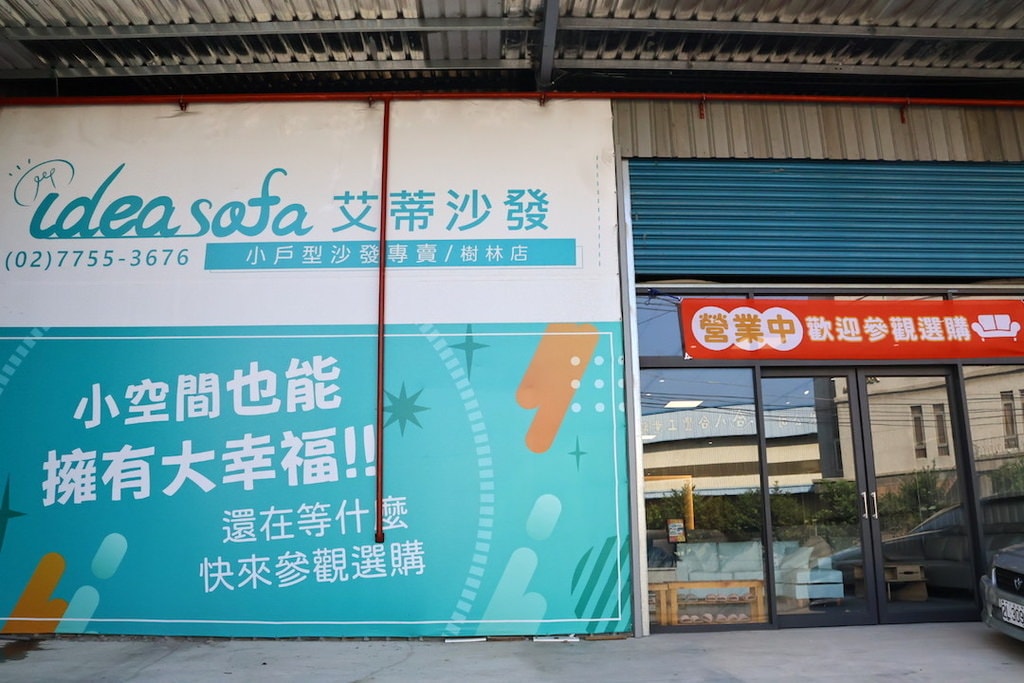 idea sofa 艾蒂沙發
(02)7755-3676
小戶型沙發專賣/樹林店
小空間也能
擁有大幸福!!
還在等什麼
快來參觀選購
營業中 歡迎參觀選購